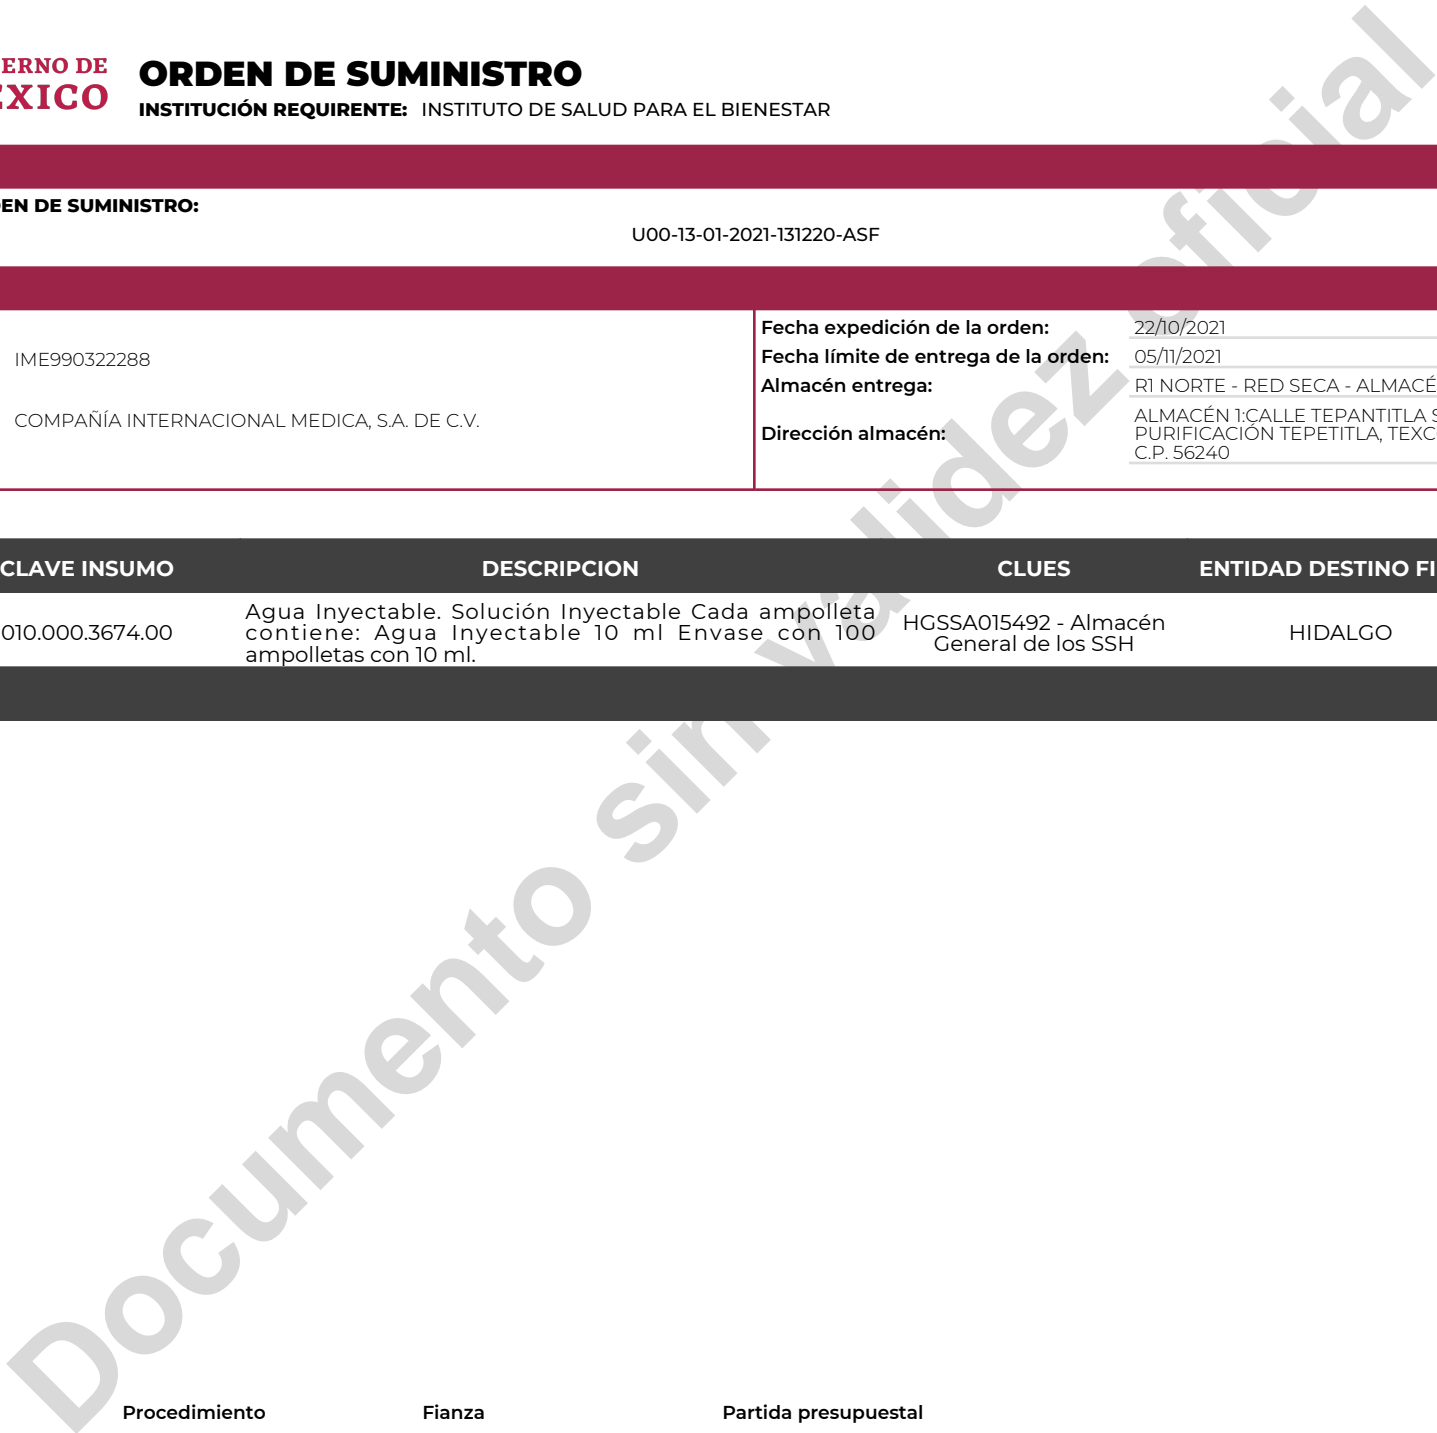 ERNO DE
EXICO
ORDEN DE SUMINISTRO
INSTITUCIÓN REQUIRENTE: INSTITUTO DE SALUD PARA EL BIENESTAR
EN DE SUMINISTRO:
U00-13-01-2021-131220-ASF
IME990322288
COMPAÑÍA INTERNACIONAL MEDICA, S.A. DE C.V.
Fecha expedición de la orden: 22/10/2021
Fecha límite de entrega de la orden: 05/11/2021
Almacén entrega: R1 NORTE - RED SECA - ALMACÉ
Dirección almacén: ALMACÉN 1:CALLE TEPANTITLA S
PURIFICACIÓN TEPETITLA, TEXC
C.P. 56240
CLAVE INSUMO DESCRIPCION CLUES ENTIDAD DESTINO FI
010.000.3674.00
Agua Inyectable. Solución Inyectable Cada ampolleta
contiene: Agua Inyectable 10 ml Envase con 100
ampolletas con 10 ml.
HGSSA015492 - Almacén
General de los SSH
HIDALGO
Documento sin validez oficial
Procedimiento Fianza Partida presupuestal